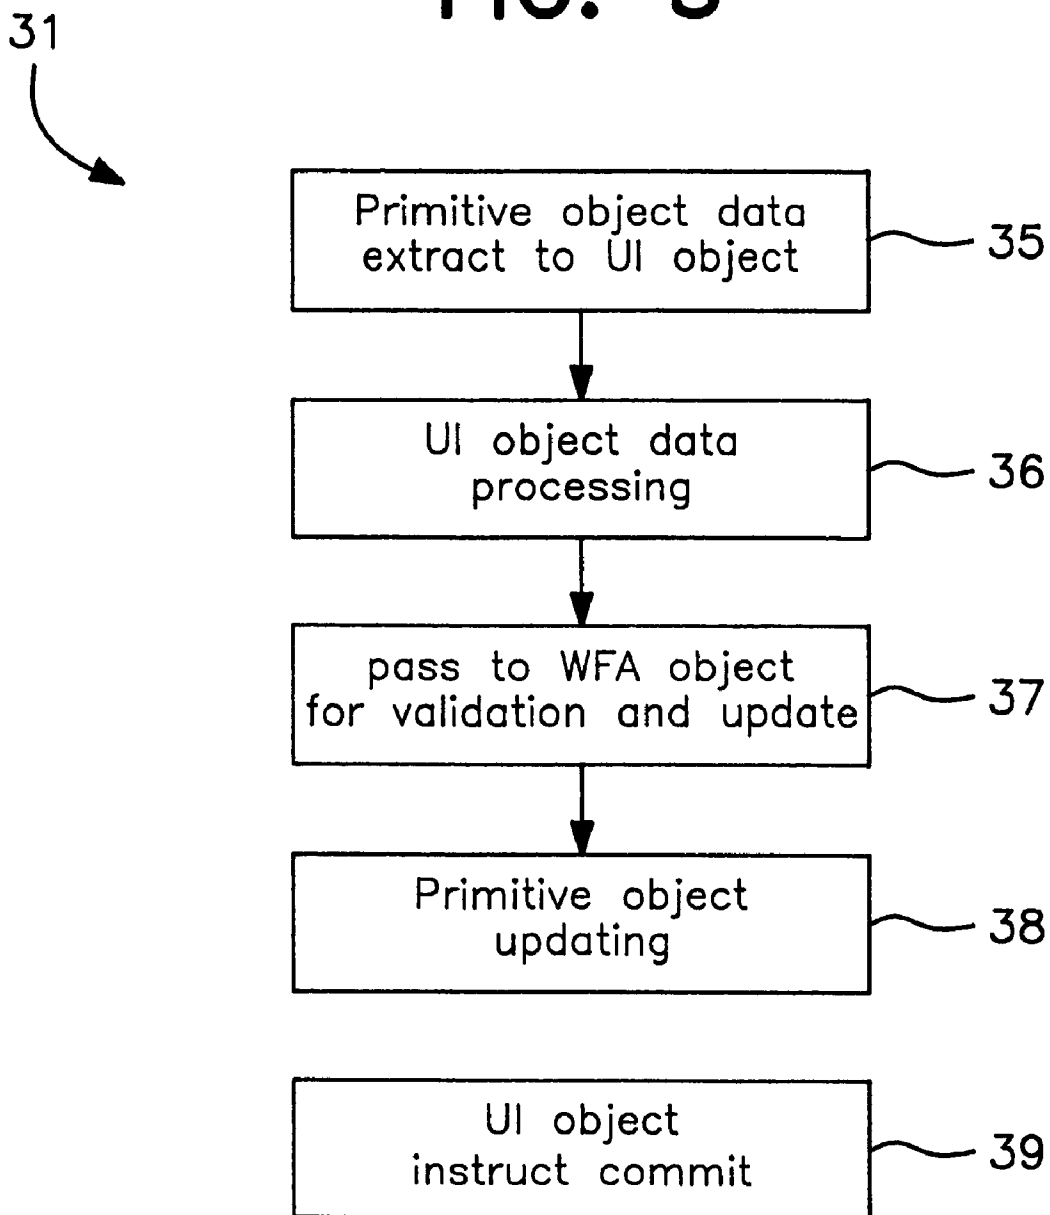 FIG.
31
Primitive object data
extract to UI object
35
UI object data
processing
36
pass to WFA object
for validation and update
37
Primitive object
updating
38
UI object
instruct commit
39